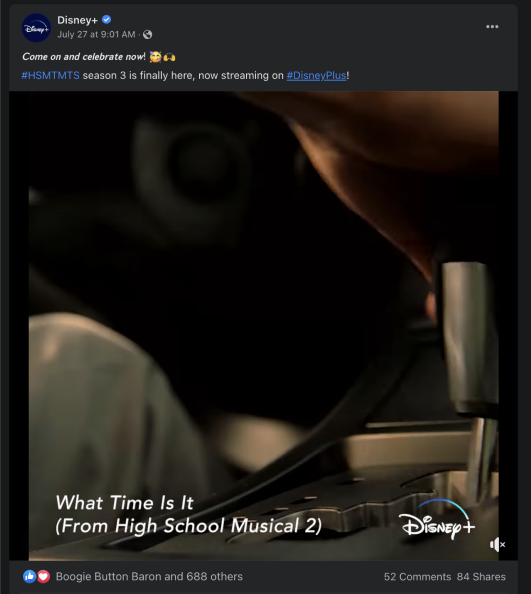 Disney+
July 27 at 9:01 AM ·
Come on and celebrate now! 🥳🙌
#HSMTMTS season 3 is finally here, now streaming on #DisneyPlus!
What Time Is It
(From High School Musical 2)
Disney+
Boogie Button Baron and 688 others
52 Comments 84 Shares